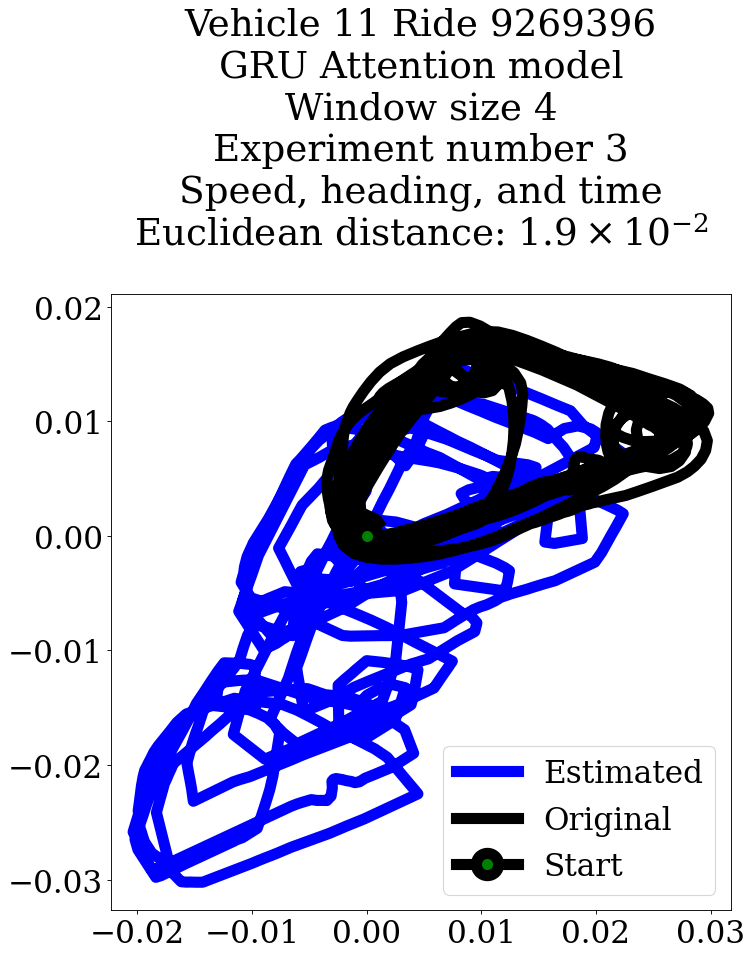 Vehicle 11 Ride 9269396
GRU Attention model
Window size 4
Experiment number 3
Speed, heading, and time
Euclidean distance: 1.9 × 10⁻²
0.02
0.01
0.00
−0.01
−0.02
−0.03
Estimated
Original
Start
−0.02 −0.01 0.00 0.01 0.02 0.03